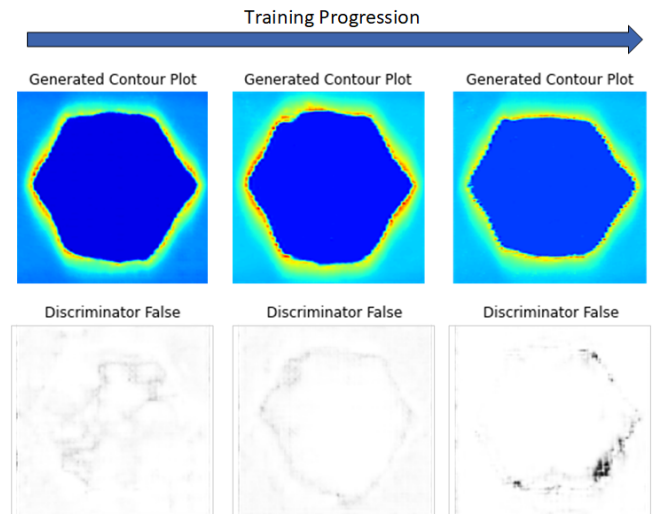 Training Progression
Generated Contour Plot Generated Contour Plot Generated Contour Plot
Discriminator False Discriminator False Discriminator False